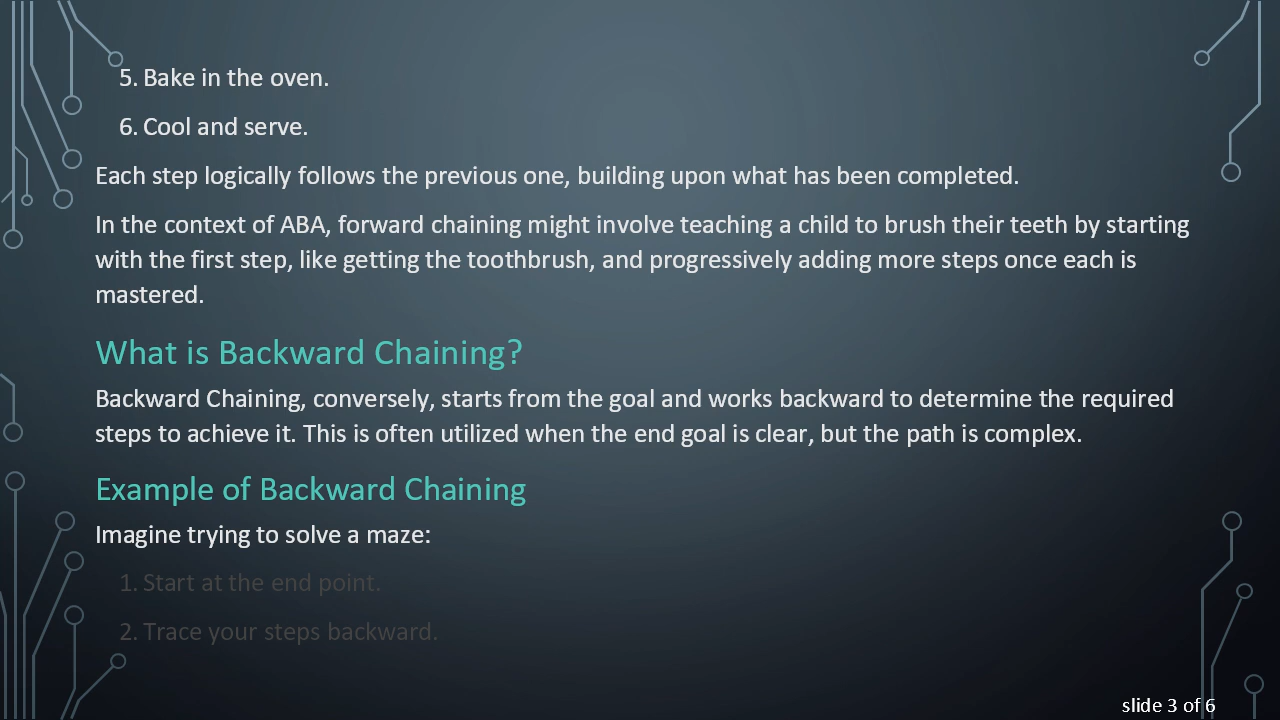 5. Bake in the oven.
6. Cool and serve.
Each step logically follows the previous one, building upon what has been completed.
In the context of ABA, forward chaining might involve teaching a child to brush their teeth by starting
with the first step, like getting the toothbrush, and progressively adding more steps once each is
mastered.
What is Backward Chaining?
Backward Chaining, conversely, starts from the goal and works backward to determine the required
steps to achieve it. This is often utilized when the end goal is clear, but the path is complex.
Example of Backward Chaining
Imagine trying to solve a maze:
1. Start at the end point.
2. Trace your steps backward.
slide 3 of 6